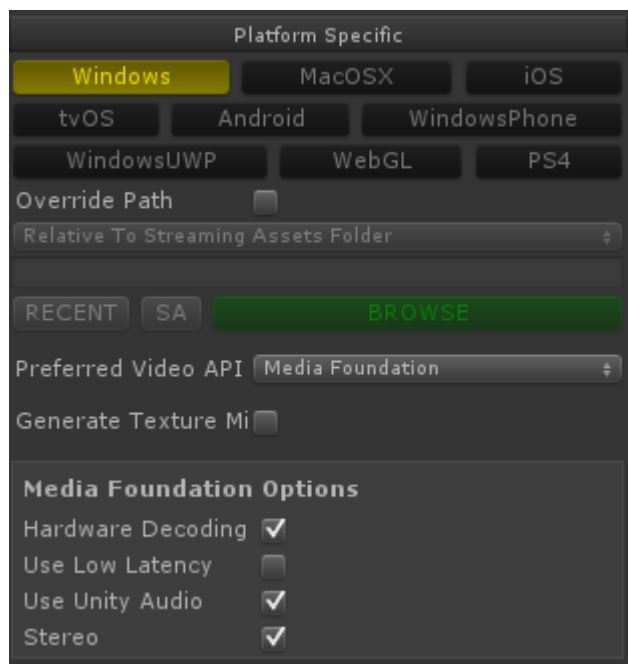 Platform Specific
Windows MacOSX iOS
tvOS Android WindowsPhone
WindowsUWP WebGL PS4
Override Path
Relative To Streaming Assets Folder
RECENT SA BROWSE
Preferred Video API Media Foundation
Generate Texture Mi
Media Foundation Options
Hardware Decoding
Use Low Latency
Use Unity Audio
Stereo